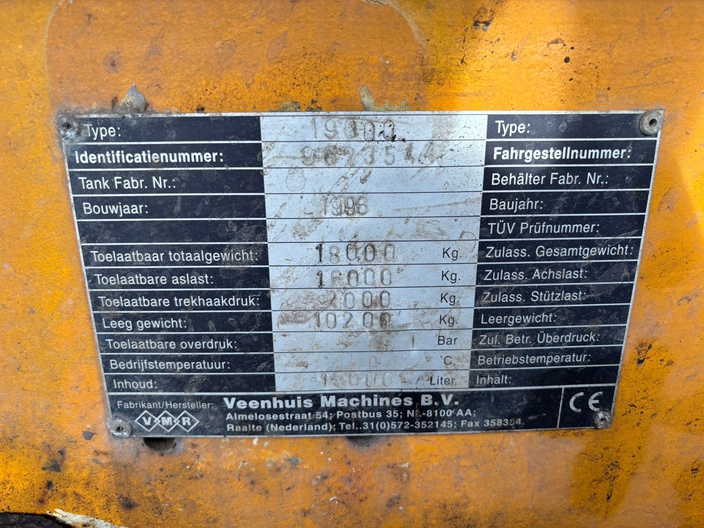 Type: 19000 Type:
Identificatienummer: 9623544 Fahrgestellnummer:
Tank Fabr. Nr.: Behälter Fabr. Nr.:
Bouwjaar: 1996 Baujahr:
TÜV Prüfnummer:
Toelaatbaar totaalgewicht: 18000 Kg. Zulass. Gesamtgewicht:
Toelaatbare aslast: 16000 Kg. Zulass. Achslast:
Toelaatbare trekhaakdruk: 2000 Kg. Zulass. Stützlast:
Leeg gewicht: 10200 Kg. Leergewicht:
Toelaatbare overdruk: Bar Zul. Betr. Überdruck:
Bedrijfstemperatuur: °C Betriebstemperatur:
Inhoud: Liter Inhalt:
Fabrikant/Hersteller: Veenhuis Machines B.V. CE
VMR Almelosestraat 54; Postbus 35; NL-8100 AA;
Raalte (Nederland); Tel..31(0)572-352145; Fax 358354.